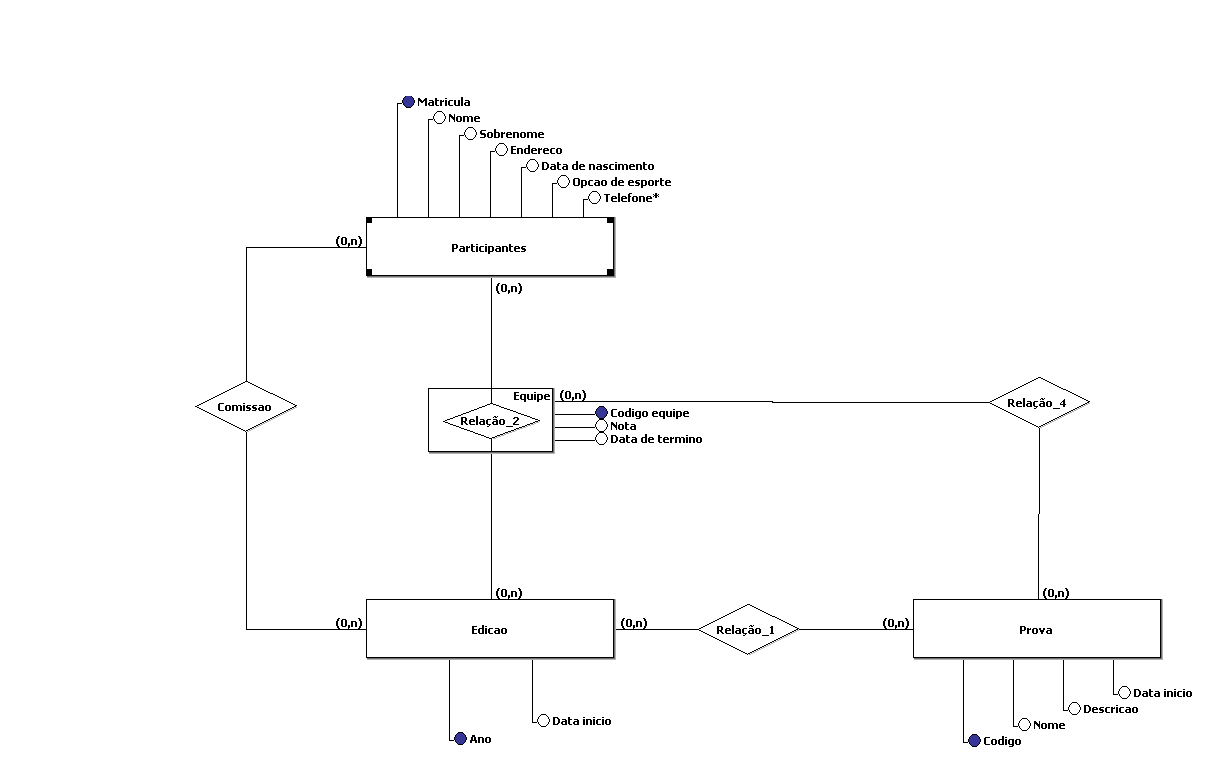 Matricula
Nome
Sobrenome
Endereco
Data de nascimento
Opcao de esporte
Telefone*
(0,n)
Participantes
(0,n)
Equipe
(0,n)
Comissao
Relação_2
Codigo equipe
Nota
Data de termino
Relação_4
(0,n)
(0,n)
(0,n)
Edicao
(0,n)
Relação_1
(0,n)
Prova
Data inicio
Ano
Data inicio
Descricao
Nome
Codigo